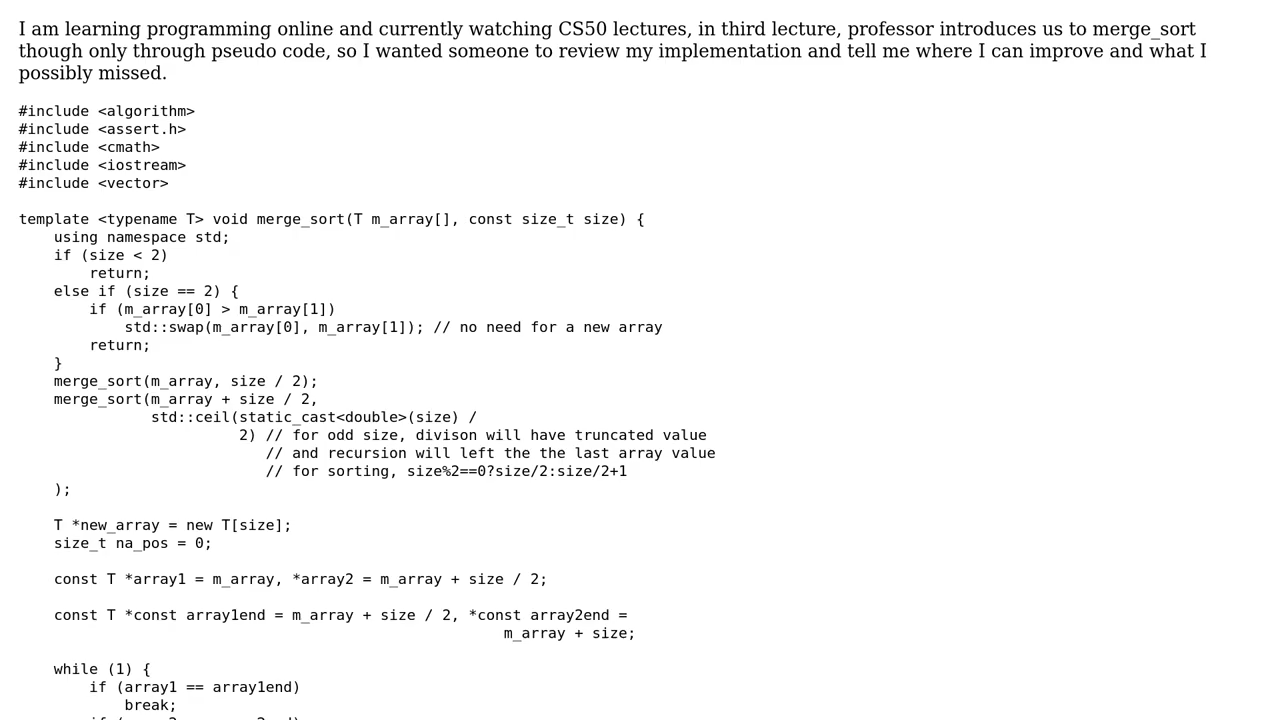 I am learning programming online and currently watching CS50 lectures, in third lecture, professor introduces us to merge_sort
though only through pseudo code, so I wanted someone to review my implementation and tell me where I can improve and what I
possibly missed.
#include <algorithm>
#include <assert.h>
#include <cmath>
#include <iostream>
#include <vector>
template <typename T> void merge_sort(T m_array[], const size_t size) {
    using namespace std;
    if (size < 2)
        return;
    else if (size == 2) {
        if (m_array[0] > m_array[1])
            std::swap(m_array[0], m_array[1]); // no need for a new array
        return;
    }
    merge_sort(m_array, size / 2);
    merge_sort(m_array + size / 2,
               std::ceil(static_cast<double>(size) /
                         2) // for odd size, divison will have truncated value
                            // and recursion will left the the last array value
                            // for sorting, size%2==0?size/2:size/2+1
    );
    T *new_array = new T[size];
    size_t na_pos = 0;
    const T *array1 = m_array, *array2 = m_array + size / 2;
    const T *const array1end = m_array + size / 2, *const array2end =
                                                       m_array + size;
    while (1) {
        if (array1 == array1end)
            break;